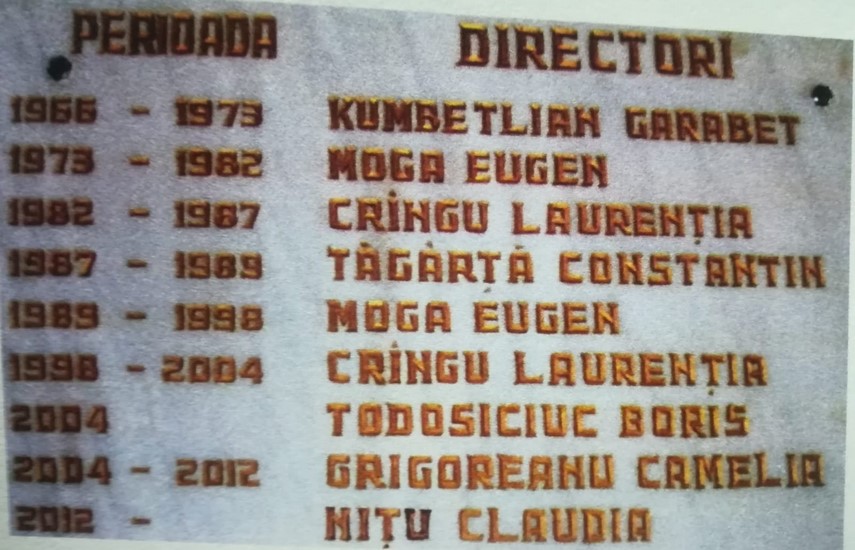 PERIOADA DIRECTORI
1966 - 1973 KUMBETLIAN GARABET
1973 - 1982 MOGA EUGEN
1982 - 1987 CRÎNGU LAURENȚIA
1987 - 1989 TĂGÂRȚĂ CONSTANTIN
1989 - 1998 MOGA EUGEN
1998 - 2004 CRÎNGU LAURENȚIA
2004 TODOSICIUC BORIS
2004 - 2012 GRIGOREANU CAMELIA
2012 - NIȚU CLAUDIA